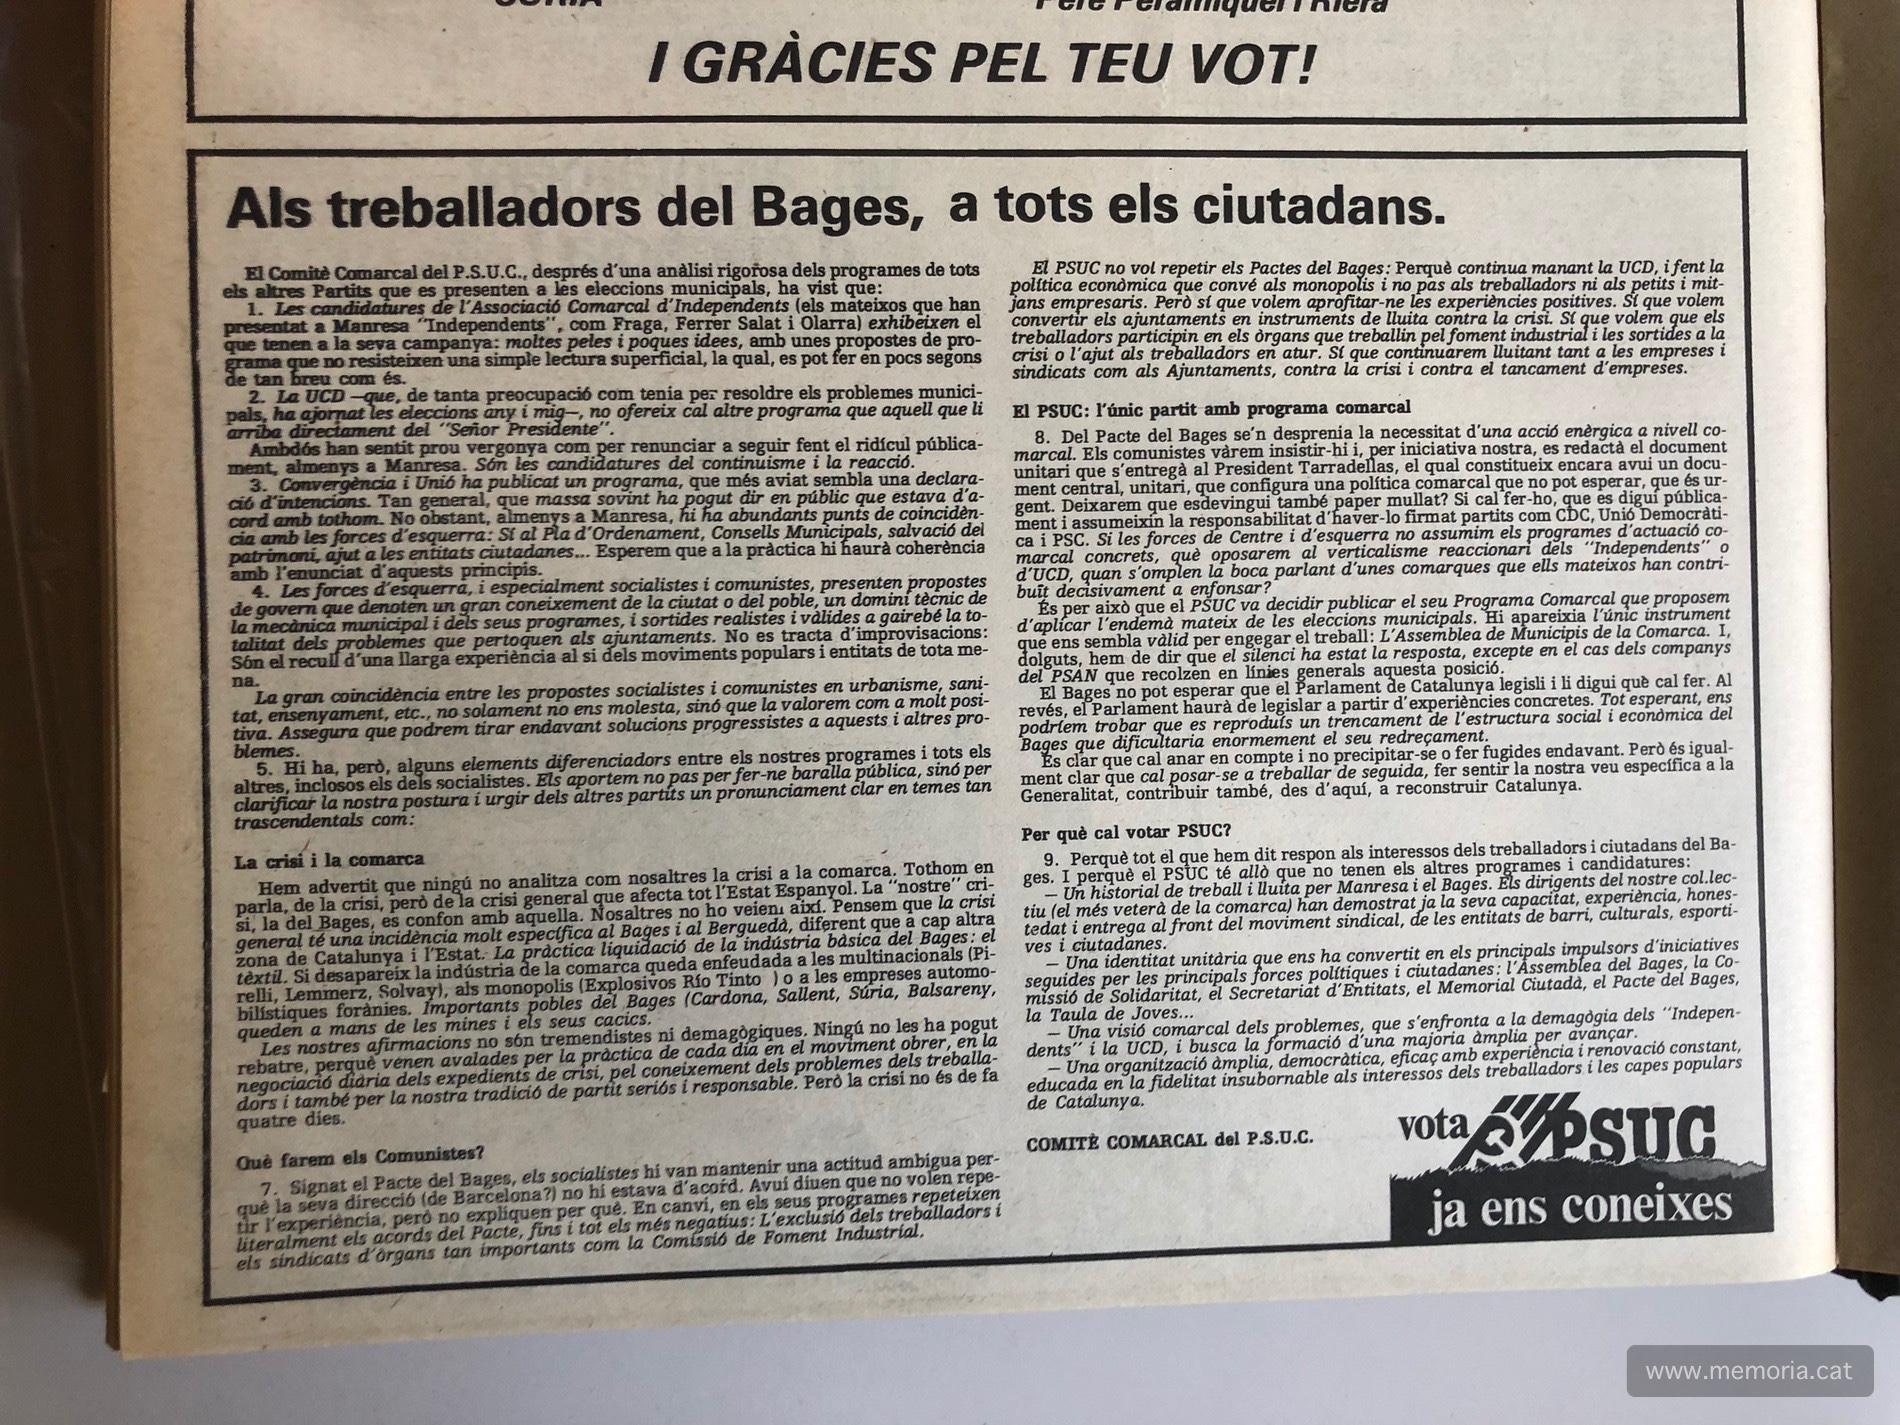 Pere Peramiquel i Riera
I GRÀCIES PEL TEU VOT!
Als treballadors del Bages, a tots els ciutadans.
El Comitè Comarcal del P.S.U.C., després d'una anàlisi rigorosa dels programes de tots
els altres Partits que es presenten a les eleccions municipals, ha vist que:
1. Les candidatures de l'Associació Comarcal d'Independents (els mateixos que han
presentat a Manresa "Independents", com Fraga, Ferrer Salat i Olarra) exhibeixen el
que tenen a la seva campanya: moltes peles i poques idees, amb unes propostes de pro-
grama que no resisteixen una simple lectura superficial, la qual, es pot fer en pocs segons
de tan breu com és.
2. La UCD —que, de tanta preocupació com tenia per resoldre els problemes munici-
pals, ha ajornat les eleccions any i mig—, no ofereix cal altre programa que aquell que li
arriba directament del "Señor Presidente".
Ambdós han sentit prou vergonya com per renunciar a seguir fent el ridícul pública-
ment, almenys a Manresa. Són les candidatures del continuisme i la reacció.
3. Convergència i Unió ha publicat un programa, que més aviat sembla una declara-
ció d'intencions. Tan general, que massa sovint ha pogut dir en públic que estava d'a-
cord amb tothom. No obstant, almenys a Manresa, hi ha abundants punts de coincidèn-
cia amb les forces d'esquerra: Sí al Pla d'Ordenament, Consells Municipals, salvació del
patrimoni, ajut a les entitats ciutadanes... Esperem que a la pràctica hi haurà coherència
amb l'enunciat d'aquests principis.
4. Les forces d'esquerra, i especialment socialistes i comunistes, presenten propostes
de govern que denoten un gran coneixement de la ciutat o del poble, un domini tècnic de
la mecànica municipal i dels seus programes, i sortides realistes i vàlides a gairebé la to-
talitat dels problemes que pertoquen als ajuntaments. No es tracta d'improvisacions:
Són el recull d'una llarga experiència al si dels moviments populars i entitats de tota me-
na.
La gran coincidència entre les propostes socialistes i comunistes en urbanisme, sani-
tat, ensenyament, etc., no solament no ens molesta, sinó que la valorem com a molt posi-
tiva. Assegura que podrem tirar endavant solucions progressistes a aquests i altres pro-
blemes.
5. Hi ha, però, alguns elements diferenciadors entre els nostres programes i tots els
altres, inclosos els dels socialistes. Els aportem no pas per fer-ne baralla pública, sinó per
clarificar la nostra postura i urgir dels altres partits un pronunciament clar en temes tan
trascendentals com:
La crisi i la comarca
Hem advertit que ningú no analitza com nosaltres la crisi a la comarca. Tothom en
parla, de la crisi, però de la crisi general que afecta tot l'Estat Espanyol. La "nostre" cri-
si, la del Bages, es confon amb aquella. Nosaltres no ho veiem així. Pensem que la crisi
general té una incidència molt específica al Bages i al Berguedà, diferent que a cap altra
zona de Catalunya i l'Estat. La pràctica liquidació de la indústria bàsica del Bages: el
tèxtil. Si desapareix la indústria de la comarca queda enfeudada a les multinacionals (Pi-
relli, Lemmerz, Solvay), als monopolis (Explosivos Río Tinto ) o a les empreses automo-
bilístiques forànies. Importants pobles del Bages (Cardona, Sallent, Súria, Balsareny,
queden a mans de les mines i els seus cacics.
Les nostres afirmacions no són tremendistes ni demagògiques. Ningú no les ha pogut
rebatre, perquè venen avalades per la pràctica de cada dia en el moviment obrer, en la
negociació diària dels expedients de crisi, pel coneixement dels problemes dels treballa-
dors i també per la nostra tradició de partit seriós i responsable. Però la crisi no és de fa
quatre dies.
Què farem els Comunistes?
7. Signat el Pacte del Bages, els socialistes hi van mantenir una actitud ambigua per-
què la seva direcció (de Barcelona?) no hi estava d'acord. Avui diuen que no volen repe-
tir l'experiència, però no expliquen per què. En canvi, en els seus programes repeteixen
literalment els acords del Pacte, fins i tot els més negatius: L'exclusió dels treballadors i
els sindicats d'òrgans tan importants com la Comissió de Foment Industrial.
El PSUC no vol repetir els Pactes del Bages: Perquè continua manant la UCD, i fent la
política econòmica que convé als monopolis i no pas als treballadors ni als petits i mit-
jans empresaris. Però sí que volem aprofitar-ne les experiències positives. Sí que volem
convertir els ajuntaments en instruments de lluita contra la crisi. Sí que volem que els
treballadors participin en els òrgans que treballin pel foment industrial i les sortides a la
crisi o l'ajut als treballadors en atur. Sí que continuarem lluitant tant a les empreses i
sindicats com als Ajuntaments, contra la crisi i contra el tancament d'empreses.
El PSUC: l'únic partit amb programa comarcal
8. Del Pacte del Bages se'n desprenia la necessitat d'una acció enèrgica a nivell co-
marcal. Els comunistes vàrem insistir-hi i, per iniciativa nostra, es redactà el document
unitari que s'entregà al President Tarradellas, el qual constitueix encara avui un docu-
ment central, unitari, que configura una política comarcal que no pot esperar, que és ur-
gent. Deixarem que esdevingui també paper mullat? Si cal fer-ho, que es digui pública-
ment i assumeixin la responsabilitat d'haver-lo firmat partits com CDC, Unió Democràti-
ca i PSC. Si les forces de Centre i d'esquerra no assumim els programes d'actuació co-
marcal concrets, què oposarem al verticalisme reaccionari dels "Independents" o
d'UCD, quan s'omplen la boca parlant d'unes comarques que ells mateixos han contri-
buït decisivament a enfonsar?
És per això que el PSUC va decidir publicar el seu Programa Comarcal que proposem
d'aplicar l'endemà mateix de les eleccions municipals. Hi apareixia l'únic instrument
que ens sembla vàlid per engegar el treball: L'Assemblea de Municipis de la Comarca. I,
dolguts, hem de dir que el silenci ha estat la resposta, excepte en el cas dels companys
del PSAN que recolzen en línies generals aquesta posició.
El Bages no pot esperar que el Parlament de Catalunya legisli i li digui què cal fer. Al
revés, el Parlament haurà de legislar a partir d'experiències concretes. Tot esperant, ens
podríem trobar que es reproduís un trencament de l'estructura social i econòmica del
Bages que dificultaria enormement el seu redreçament.
És clar que cal anar en compte i no precipitar-se o fer fugides endavant. Però és igual-
ment clar que cal posar-se a treballar de seguida, fer sentir la nostra veu específica a la
Generalitat, contribuir també, des d'aquí, a reconstruir Catalunya.
Per què cal votar PSUC?
9. Perquè tot el que hem dit respon als interessos dels treballadors i ciutadans del Ba-
ges. I perquè el PSUC té allò que no tenen els altres programes i candidatures:
— Un historial de treball i lluita per Manresa i el Bages. Els dirigents del nostre col.lec-
tiu (el més veterà de la comarca) han demostrat ja la seva capacitat, experiència, hones-
tedat i entrega al front del moviment sindical, de les entitats de barri, culturals, esporti-
ves i ciutadanes.
— Una identitat unitària que ens ha convertit en els principals impulsors d'iniciatives
seguides per les principals forces polítiques i ciutadanes: l'Assemblea del Bages, la Co-
missió de Solidaritat, el Secretariat d'Entitats, el Memorial Ciutadà, el Pacte del Bages,
la Taula de Joves...
— Una visió comarcal dels problemes, que s'enfronta a la demagògia dels "Indepen-
dents" i la UCD, i busca la formació d'una majoria àmplia per avançar.
— Una organització àmplia, democràtica, eficaç amb experiència i renovació constant,
educada en la fidelitat insubornable als interessos dels treballadors i les capes populars
de Catalunya.
COMITÈ COMARCAL del P.S.U.C.
vota PSUC
ja ens coneixes
www.memoria.cat